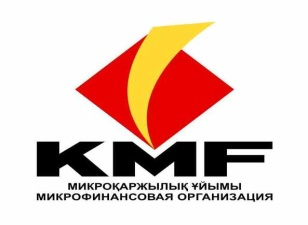 KMF
МИКРОҚАРЖЫЛЫҚ ҰЙЫМЫ
МИКРОФИНАНСОВАЯ ОРГАНИЗАЦИЯ